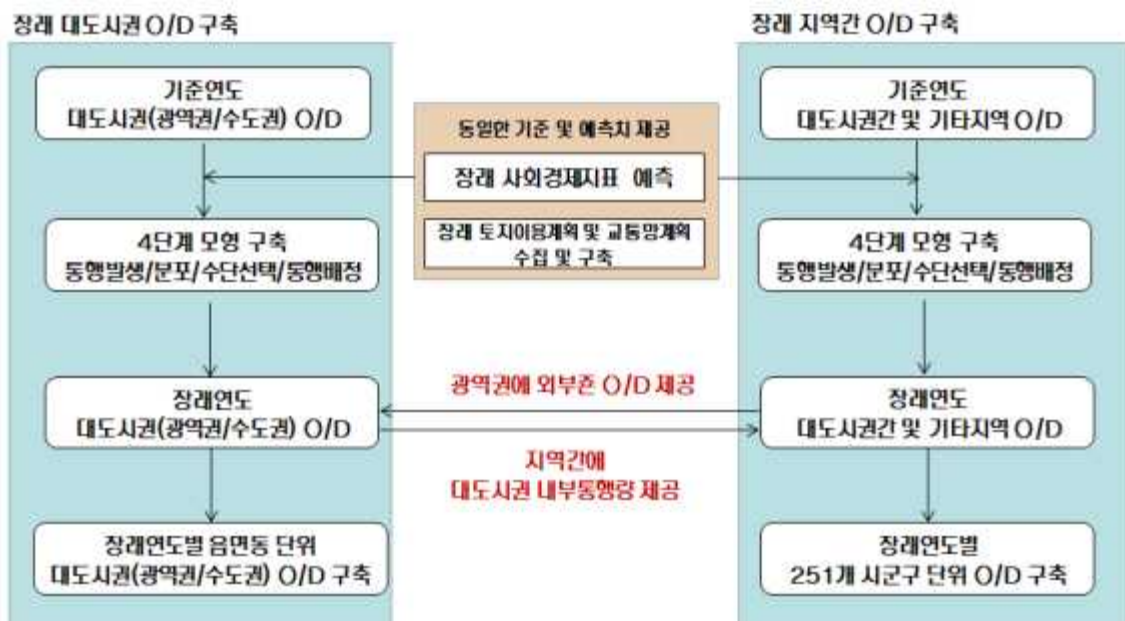 장래 대도시권 O/D 구축
기준연도
대도시권(광역권/수도권) O/D
4단계 모형 구축
통행발생/분포/수단선택/통행배정
장래연도
대도시권(광역권/수도권) O/D
장래연도별 읍면동 단위
대도시권(광역권/수도권) O/D 구축
동일한 기준 및 예측치 제공
장래 사회경제지표 예측
장래 토지이용계획 및 교통망계획
수집 및 구축
광역권에 외부존 O/D 제공
지역간에
대도시권 내부통행량 제공
장래 지역간 O/D 구축
기준연도
대도시권간 및 기타지역 O/D
4단계 모형 구축
통행발생/분포/수단선택/통행배정
장래연도
대도시권간 및 기타지역 O/D
장래연도별
251개 시군구 단위 O/D 구축